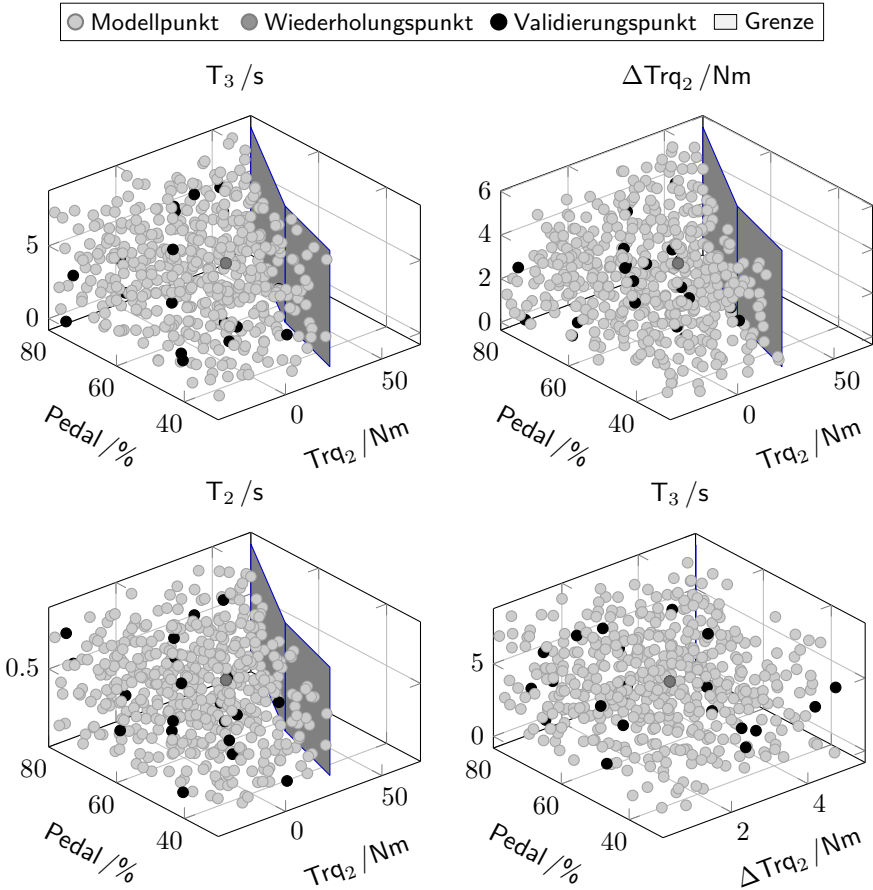 Modellpunkt Wiederholungspunkt Validierungspunkt Grenze
T₃ /s
5
0
80
60
40
0
50
Pedal /%
Trq₂ /Nm
ΔTrq₂ /Nm
6
4
2
0
80
60
40
0
50
Pedal /%
Trq₂ /Nm
T₂ /s
0.5
80
60
40
0
50
Pedal /%
Trq₂ /Nm
T₃ /s
5
0
80
60
40
2
4
Pedal /%
ΔTrq₂ /Nm